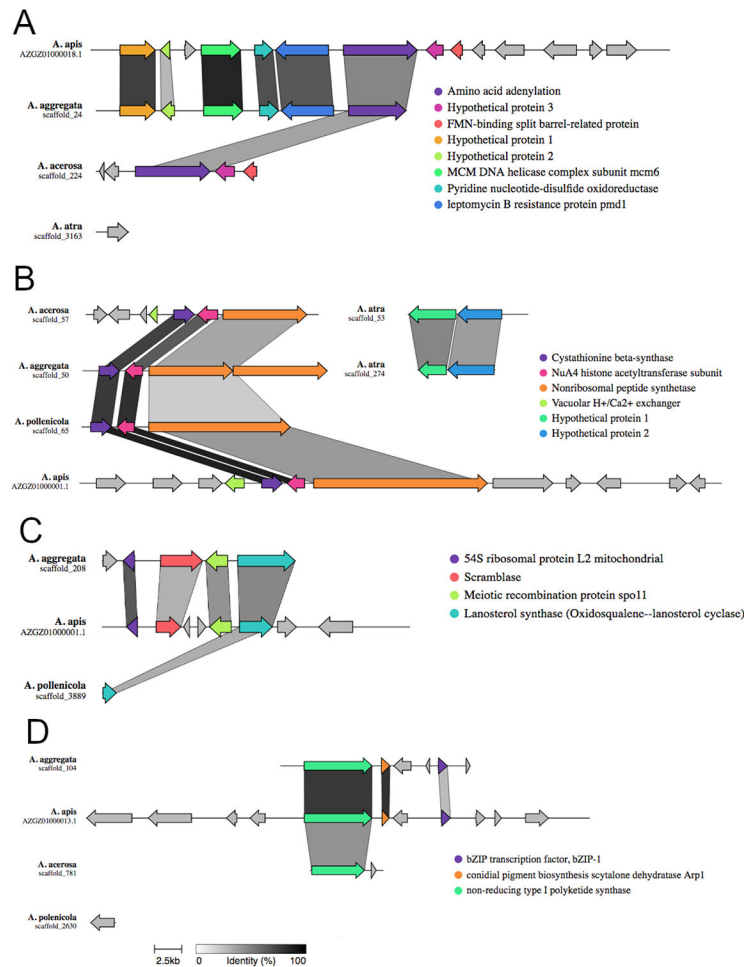 A
A. apis
AZGZ01000018.1
A. aggregata
scaffold_24
A. acerosa
scaffold_224
A. atra
scaffold_3163
Amino acid adenylation
Hypothetical protein 3
FMN-binding split barrel-related protein
Hypothetical protein 1
Hypothetical protein 2
MCM DNA helicase complex subunit mcm6
Pyridine nucleotide-disulfide oxidoreductase
leptomycin B resistance protein pmd1
B
A. acerosa
scaffold_57
A. aggregata
scaffold_50
A. pollenicola
scaffold_65
A. apis
AZGZ01000001.1
A. atra
scaffold_53
A. atra
scaffold_274
Cystathionine beta-synthase
NuA4 histone acetyltransferase subunit
Nonribosomal peptide synthetase
Vacuolar H+/Ca2+ exchanger
Hypothetical protein 1
Hypothetical protein 2
C
A. aggregata
scaffold_208
A. apis
AZGZ01000001.1
A. pollenicola
scaffold_3889
54S ribosomal protein L2 mitochondrial
Scramblase
Meiotic recombination protein spo11
Lanosterol synthase (Oxidosqualene--lanosterol cyclase)
D
A. aggregata
scaffold_104
A. apis
AZGZ01000013.1
A. acerosa
scaffold_781
A. polenicola
scaffold_2630
bZIP transcription factor, bZIP-1
conidial pigment biosynthesis scytalone dehydratase Arp1
non-reducing type I polyketide synthase
2.5kb
0 Identity (%) 100